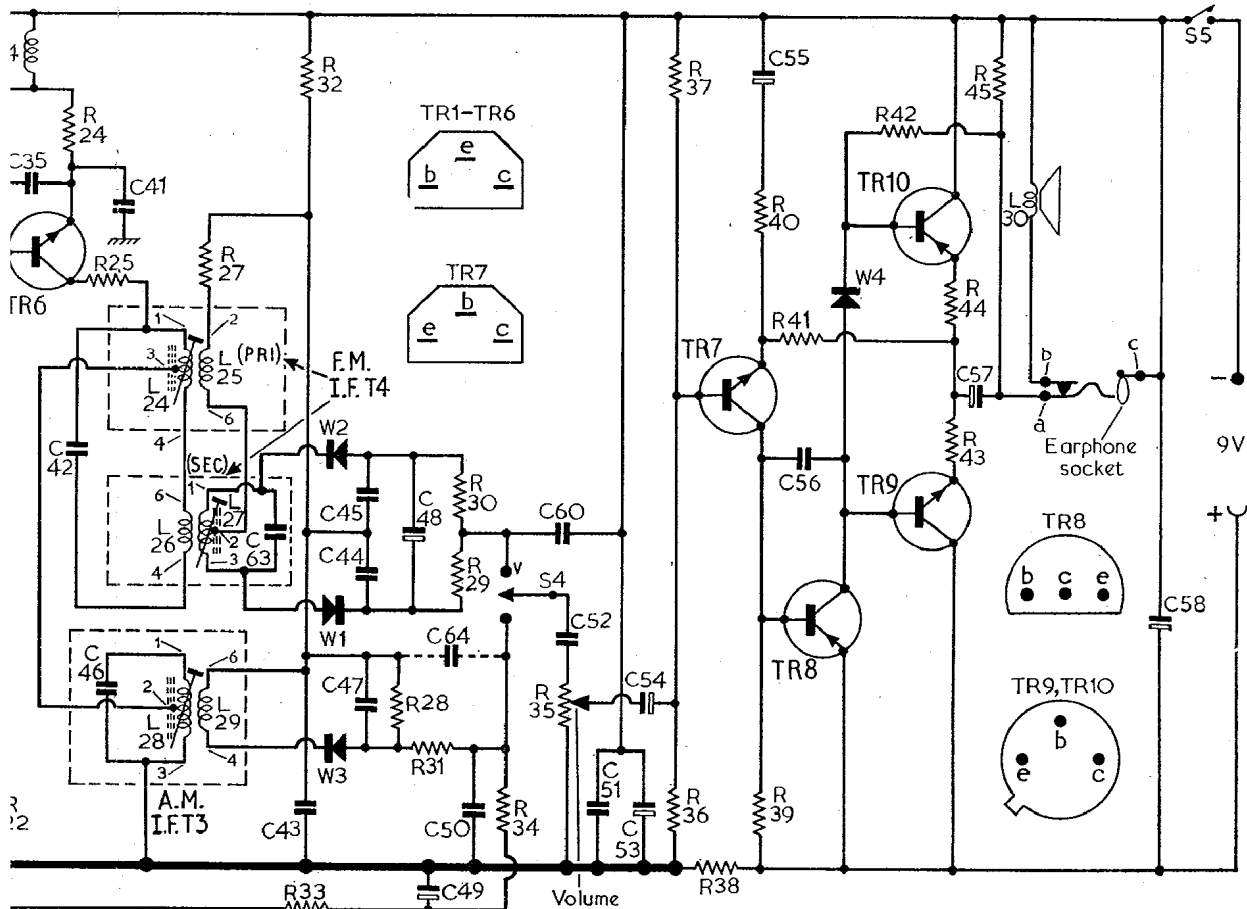 S5
4
R
32
R
37
C55
R
45
R42
TR1-TR6
e
b
c
R
24
C35
C41
TR10
R
40
L
30
R25
R
27
TR6
TR7
b
e
c
W4
R
44
R41
1
2
3
L
24
L
25
(PRI)
F.M.
I.F.T4
TR7
b
c
C57
a
Earphone
socket
-
9V
+
6
4
C
42
W2
(SEC)
1
6
L
27
L
26
2
C
63
3
4
C45
C
48
R
30
C44
R
29
C60
C56
TR9
R
43
TR8
b
c
e
V
S4
W1
C64
C52
TR8
C58
C
46
1
6
2
L
28
L
29
3
4
C47
R28
R
35
C54
W3
R31
TR9,TR10
b
e
c
A.M.
I.F.T3
R
22
C43
C50
R
34
C
51
C
53
R
36
R
39
R38
R33
C49
Volume